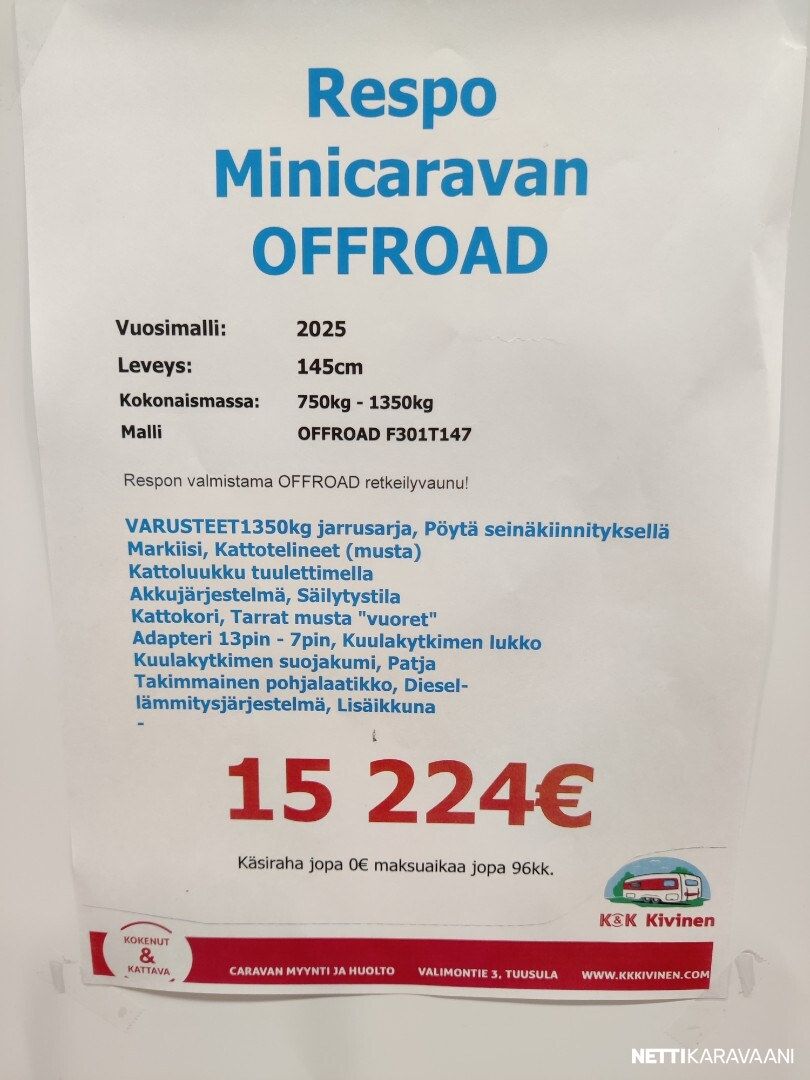 Respo
Minicaravan
OFFROAD
Vuosimalli: 2025
Leveys: 145cm
Kokonaismassa: 750kg - 1350kg
Malli OFFROAD F301T147
Respon valmistama OFFROAD retkeilyvaunu!
VARUSTEET1350kg jarrusarja, Pöytä seinäkiinnityksellä
Markiisi, Kattotelineet (musta)
Kattoluukku tuulettimella
Akkujärjestelmä, Säilytystila
Kattokori, Tarrat musta "vuoret"
Adapteri 13pin - 7pin, Kuulakytkimen lukko
Kuulakytkimen suojakumi, Patja
Takimmainen pohjalaatikko, Diesel-
lämmitysjärjestelmä, Lisäikkuna
-
15 224€
Käsiraha jopa 0€ maksuaikaa jopa 96kk.
K&K Kivinen
KOKENUT
&
KATTAVA
CARAVAN MYYNTI JA HUOLTO VALIMONTIE 3, TUUSULA WWW.KKKIVINEN.COM
NETTIKARAVAANI